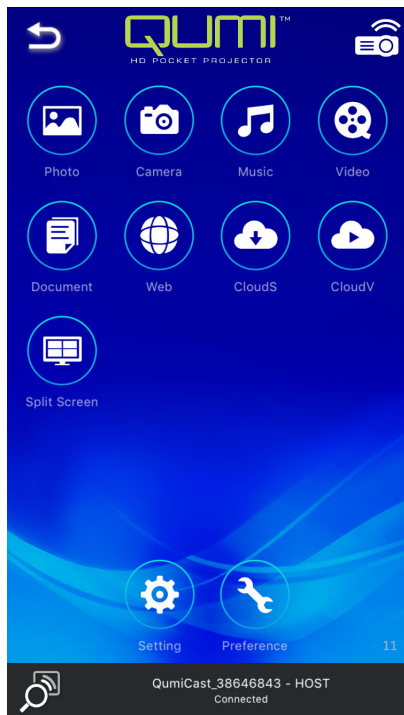 QUMI™
HD POCKET PROJECTOR
Photo Camera Music Video
Document Web CloudS CloudV
Split Screen
Setting Preference 11
QumiCast_38646843 - HOST
Connected